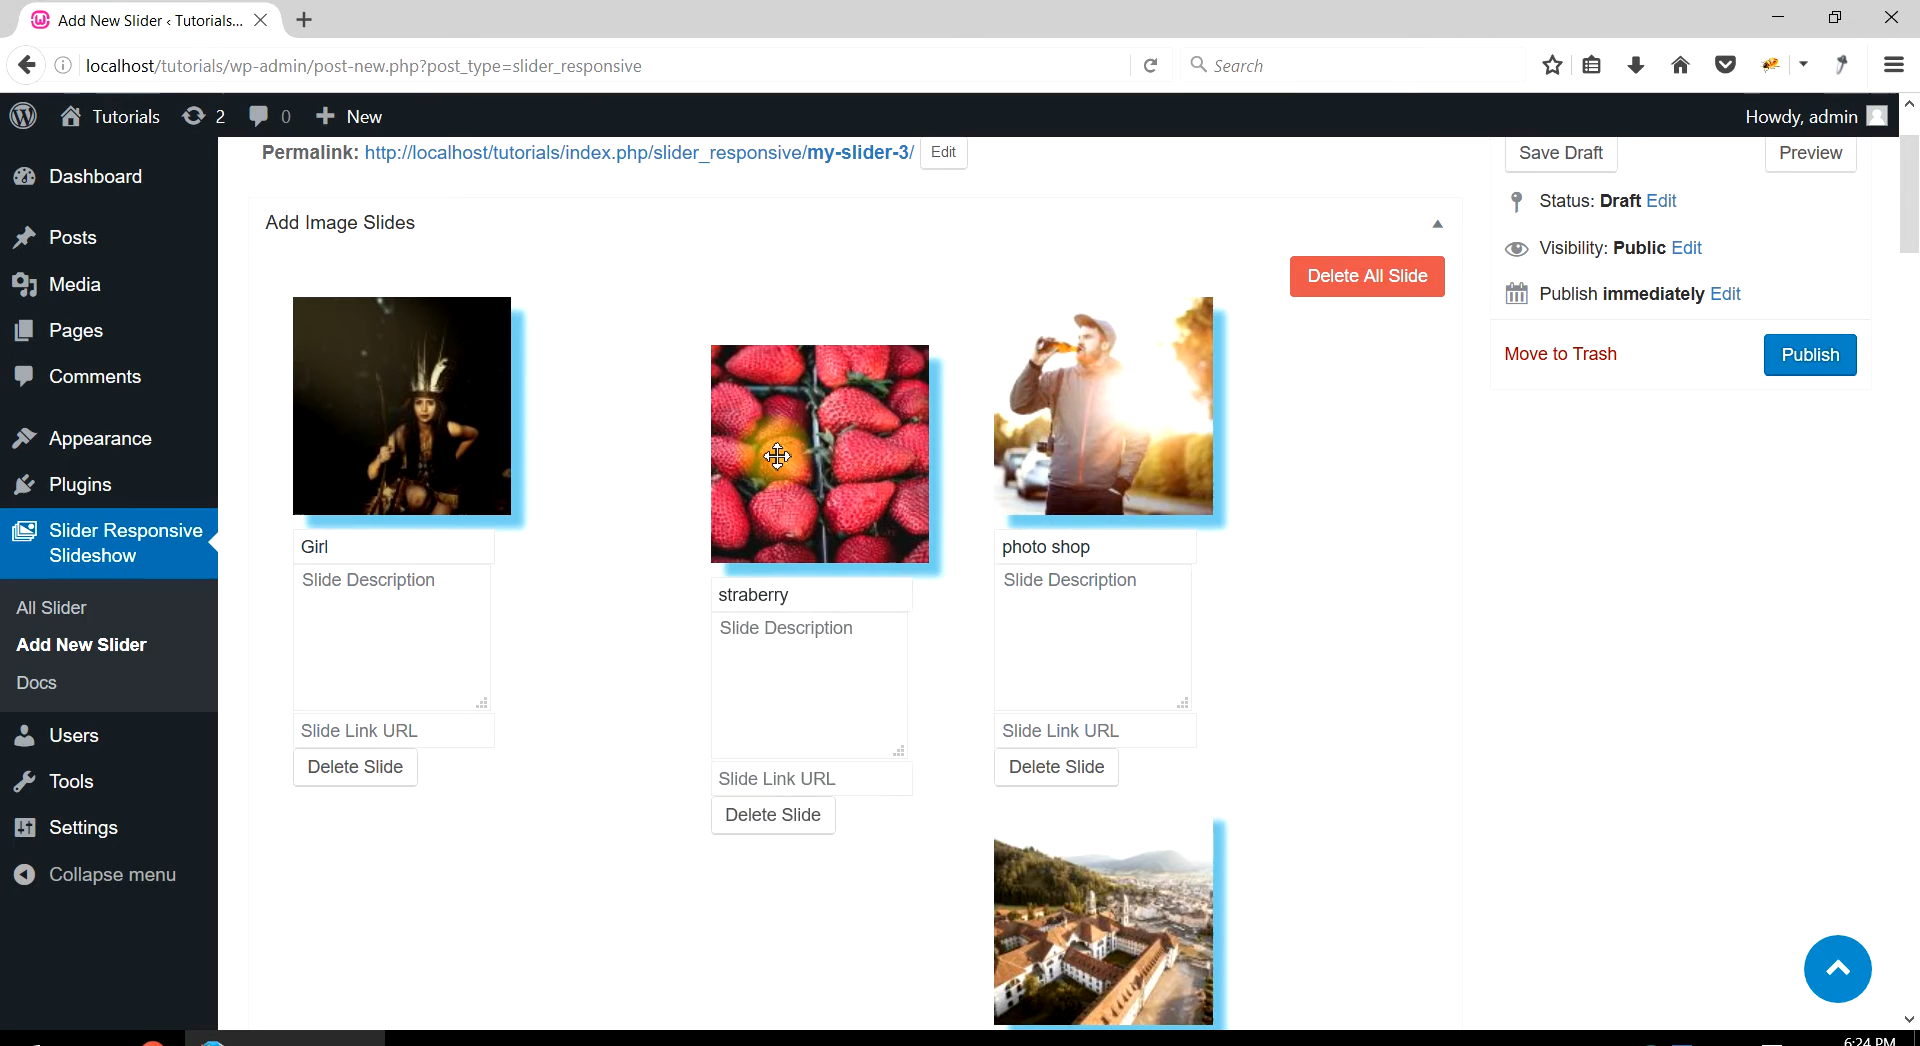 Add New Slider ‹ Tutorials...
localhost/tutorials/wp-admin/post-new.php?post_type=slider_responsive
Search
Tutorials 2 0 New
Howdy, admin
Permalink: http://localhost/tutorials/index.php/slider_responsive/my-slider-3/ Edit
Save Draft Preview
Dashboard
Posts
Media
Pages
Comments
Appearance
Plugins
Slider Responsive
Slideshow
All Slider
Add New Slider
Docs
Users
Tools
Settings
Collapse menu
Add Image Slides
Delete All Slide
Girl
Slide Description
Slide Link URL
Delete Slide
straberry
Slide Description
Slide Link URL
Delete Slide
photo shop
Slide Description
Slide Link URL
Delete Slide
Status: Draft Edit
Visibility: Public Edit
Publish immediately Edit
Move to Trash Publish
6:24 PM